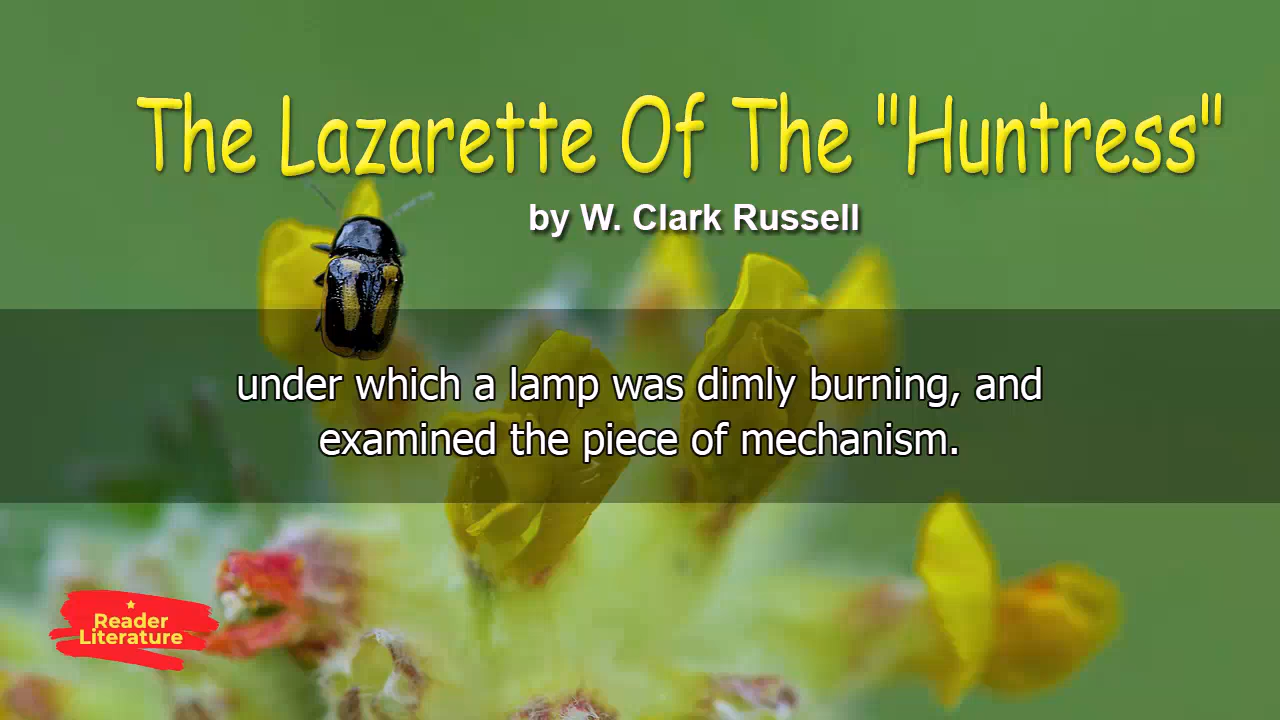 The Lazarette Of The "Huntress"
by W. Clark Russell
under which a lamp was dimly burning, and
examined the piece of mechanism.
Reader
Literature